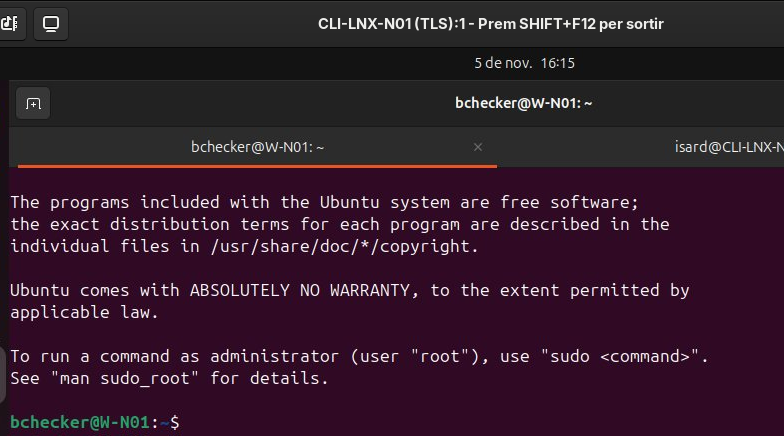 CLI-LNX-N01 (TLS):1 - Prem SHIFT+F12 per sortir
5 de nov. 16:15
bchecker@W-N01: ~
bchecker@W-N01: ~
isard@CLI-LNX-N
The programs included with the Ubuntu system are free software;
the exact distribution terms for each program are described in the
individual files in /usr/share/doc/*/copyright.
Ubuntu comes with ABSOLUTELY NO WARRANTY, to the extent permitted by
applicable law.
To run a command as administrator (user "root"), use "sudo <command>".
See "man sudo_root" for details.
bchecker@W-N01:~$